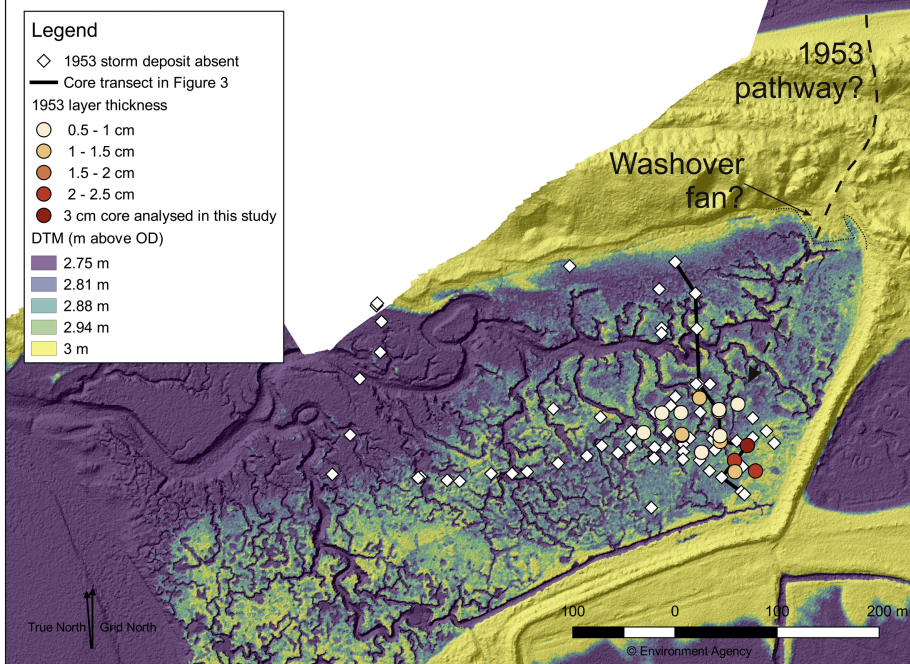 Legend
1953 storm deposit absent
Core transect in Figure 3
1953 layer thickness
0.5 - 1 cm
1 - 1.5 cm
1.5 - 2 cm
2 - 2.5 cm
3 cm core analysed in this study
DTM (m above OD)
2.75 m
2.81 m
2.88 m
2.94 m
3 m
1953
pathway?
Washover
fan?
True North
Grid North
100 0 100 200 m
© Environment Agency